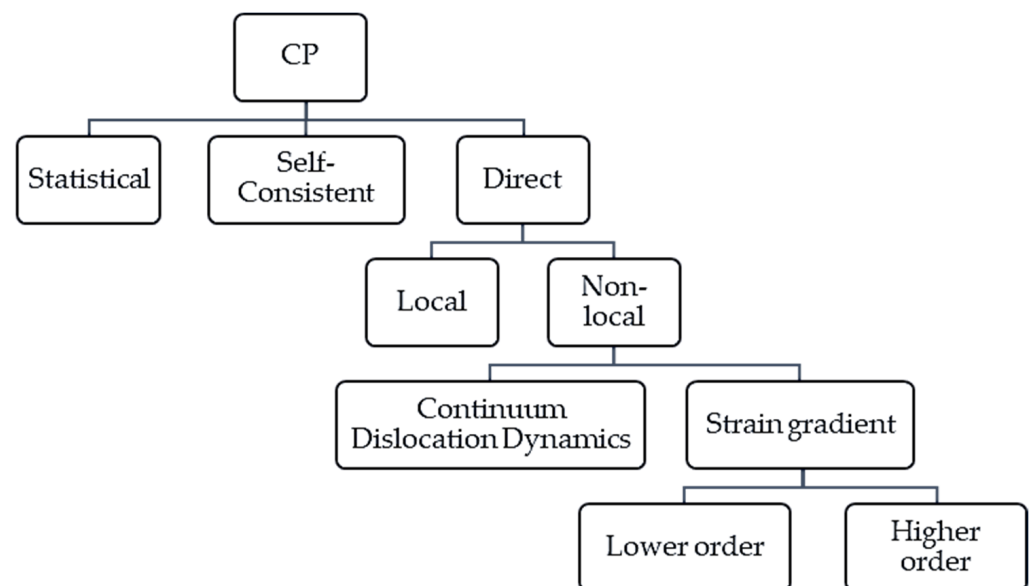 CP
Statistical
Self-
Consistent
Direct
Local
Non-
local
Continuum
Dislocation Dynamics
Strain gradient
Lower order
Higher
order